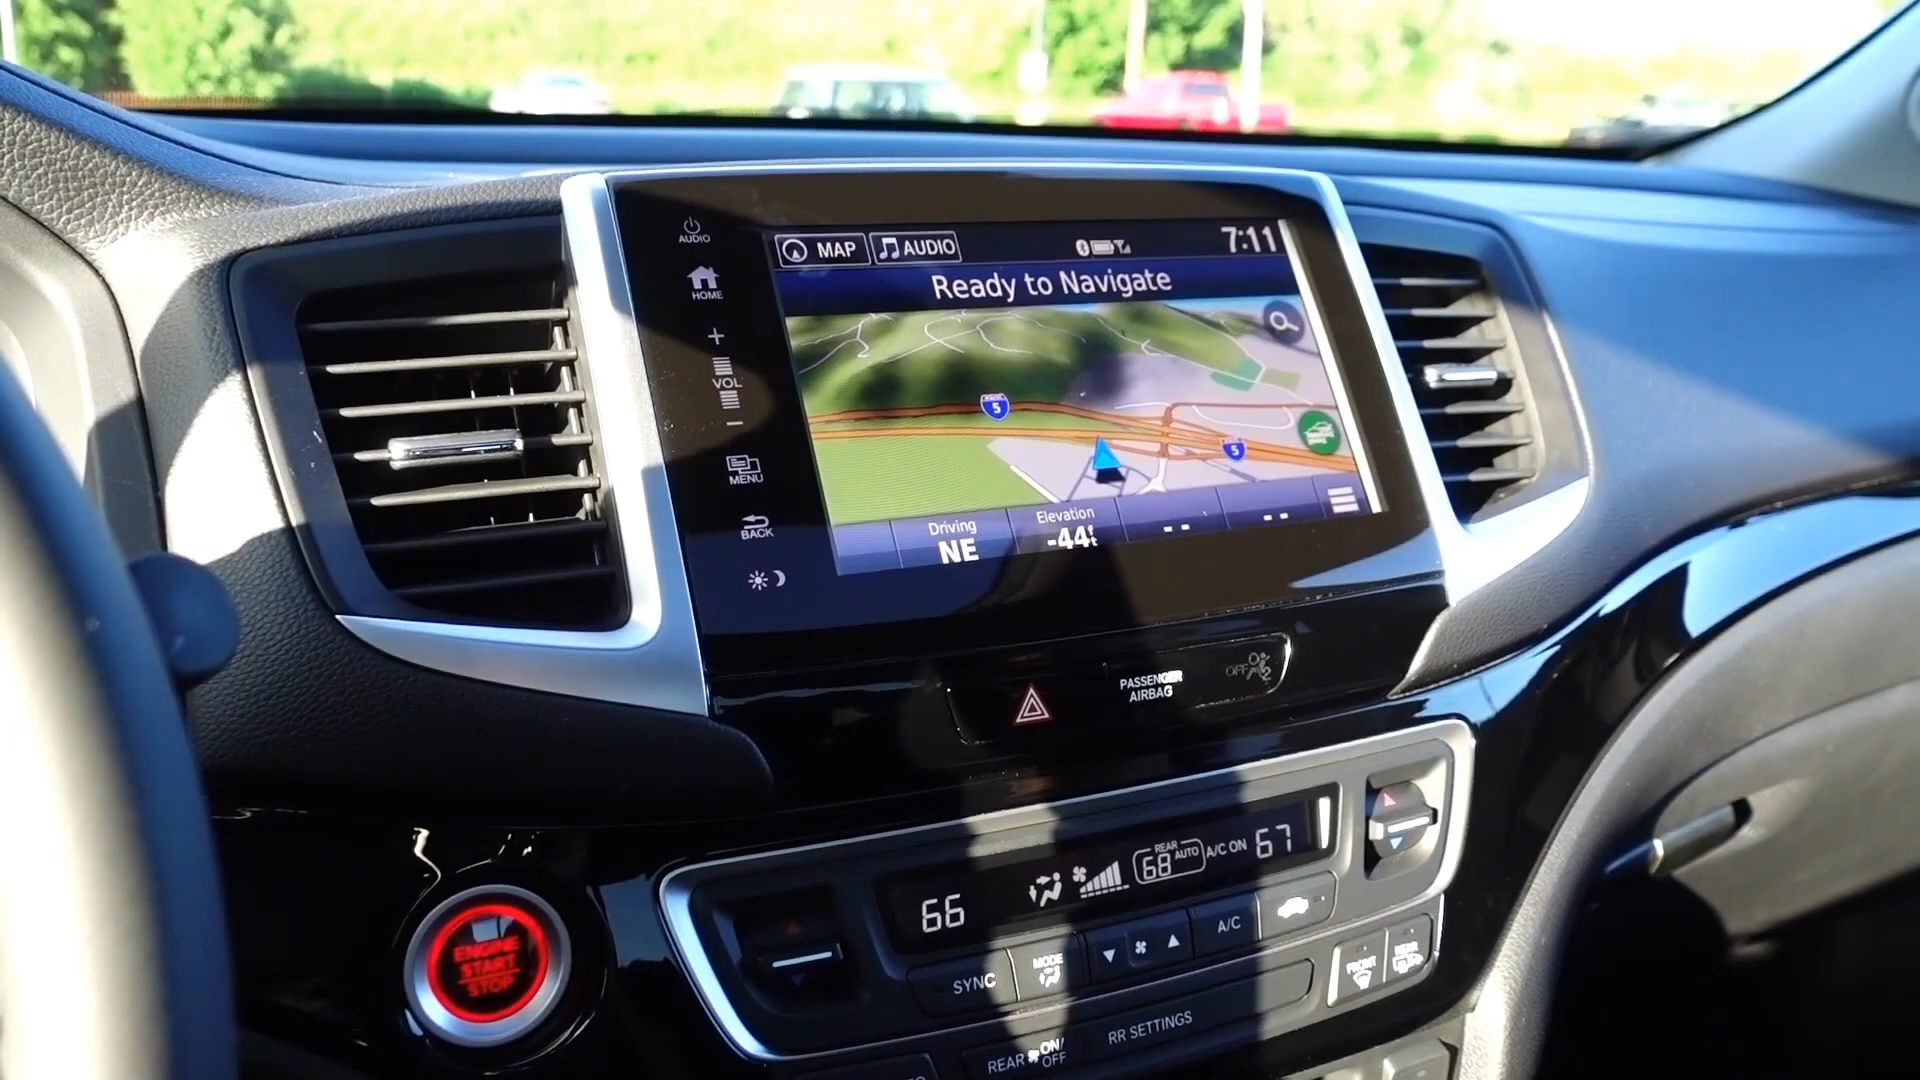 AUDIO
MAP
AUDIO
7:11
HOME
Ready to Navigate
+
VOL
-
5
5
MENU
BACK
Driving
NE
Elevation
-44
--
--
PASSENGER
AIRBAG
OFF
2
66
REAR
68 AUTO
A/C ON
67
ENGINE
START
STOP
SYNC
MODE
A/C
FRONT
REAR
REAR ON/
OFF
RR SETTINGS